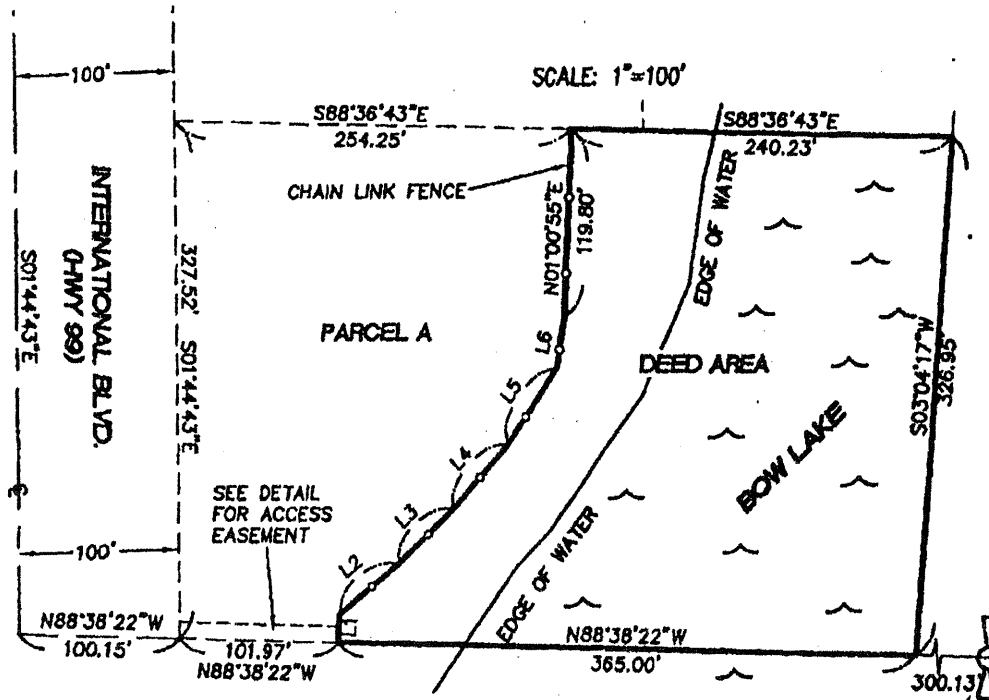 100'
SCALE: 1"=100'
S88°36'43"E
254.25'
S88°36'43"E
240.23'
CHAIN LINK FENCE
N01°00'55"E
119.80'
EDGE OF WATER
INTERNATIONAL BLVD.
(HWY 99)
S01°44'43"E
327.52' S01°44'43"E
PARCEL A
L6
DEED AREA
S03°04'17"W
326.95'
L5
L4
BOW LAKE
SEE DETAIL
FOR ACCESS
EASEMENT
L3
100'
L2
EDGE OF WATER
N88°38'22"W
100.15'
101.97'
N88°38'22"W
N88°38'22"W
365.00'
300.13'